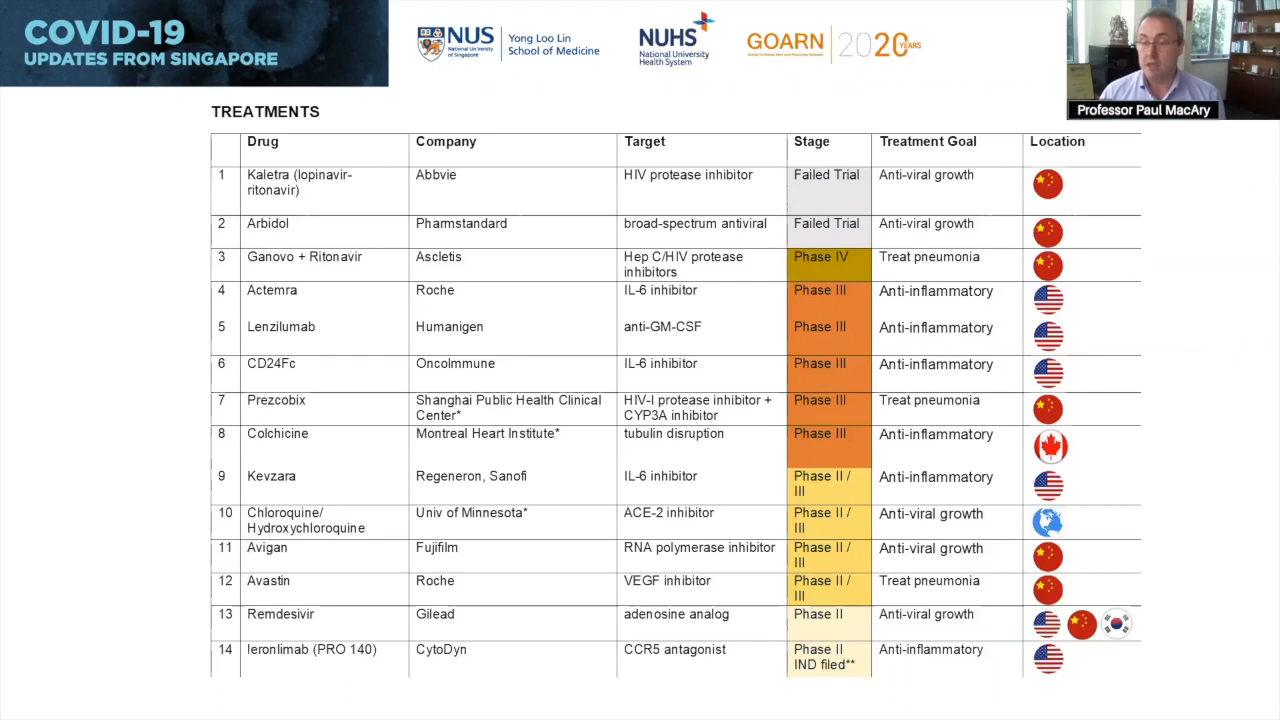 COVID-19
UPDATES FROM SINGAPORE
NUS
National University
of Singapore
Yong Loo Lin
School of Medicine
NUHS
National University
Health System
GOARN
2020 YEARS
Professor Paul MacAry
TREATMENTS
Drug Company Target Stage Treatment Goal Location
1 Kaletra (lopinavir- Abbvie HIV protease inhibitor Failed Trial Anti-viral growth
ritonavir)
2 Arbidol Pharmstandard broad-spectrum antiviral Failed Trial Anti-viral growth
3 Ganovo + Ritonavir Ascletis Hep C/HIV protease Phase IV Treat pneumonia
inhibitors
4 Actemra Roche IL-6 inhibitor Phase III Anti-inflammatory
5 Lenzilumab Humanigen anti-GM-CSF Phase III Anti-inflammatory
6 CD24Fc OncoImmune IL-6 inhibitor Phase III Anti-inflammatory
7 Prezcobix Shanghai Public Health Clinical HIV-I protease inhibitor + Phase III Treat pneumonia
Center* CYP3A inhibitor
8 Colchicine Montreal Heart Institute* tubulin disruption Phase III Anti-inflammatory
9 Kevzara Regeneron, Sanofi IL-6 inhibitor Phase II / Anti-inflammatory
III
10 Chloroquine/ Univ of Minnesota* ACE-2 inhibitor Phase II / Anti-viral growth
Hydroxychloroquine III
11 Avigan Fujifilm RNA polymerase inhibitor Phase II / Anti-viral growth
III
12 Avastin Roche VEGF inhibitor Phase II / Treat pneumonia
III
13 Remdesivir Gilead adenosine analog Phase II Anti-viral growth
14 leronlimab (PRO 140) CytoDyn CCR5 antagonist Phase II Anti-inflammatory
IND filed**